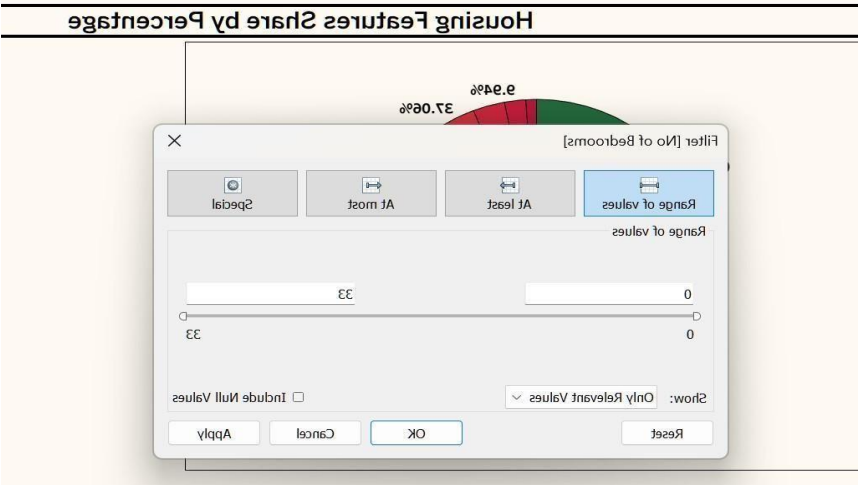 Housing Features Share by Percentage
9.94%
37.06%
Filter [No of Bedrooms]
Range of values
At least
At most
Special
Range of values
0
33
0
33
Show:
Only Relevant Values
Include Null Values
Reset
OK
Cancel
Apply